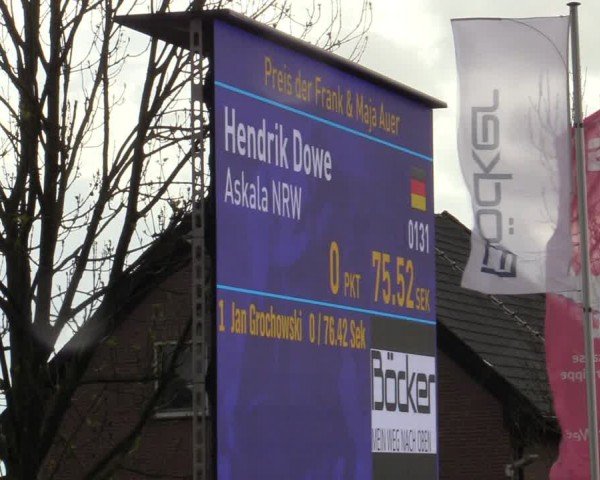 Preis der Frank & Maja Auer
Hendrik Dowe
Askala NRW
0131
0 PKT 75.52 SEK
1 Jan Grochowski 0 / 76.42 Sek
Böcker
MEIN WEG NACH OBEN
Böcker